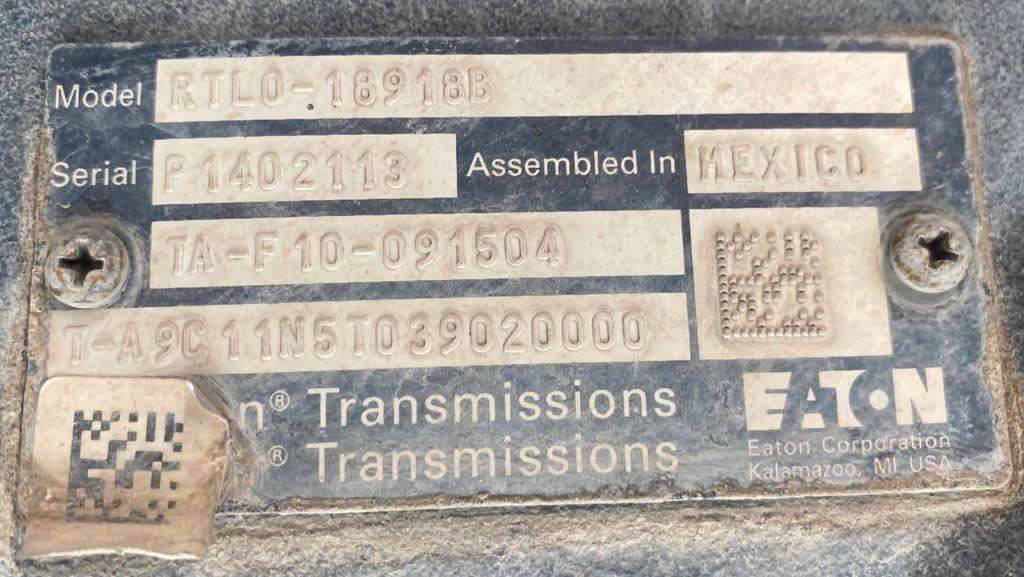 Model RTLO-18918B
Serial P1402113 Assembled In MEXICO
TA-F10-091504
T-A9C11N5T039020000
n® Transmissions
® Transmissions
EATON
Eaton Corporation
Kalamazoo, MI USA